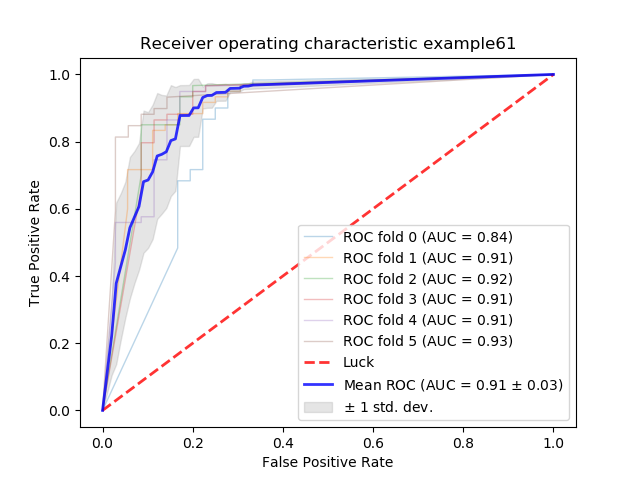 Receiver operating characteristic example61
1.0
0.8
0.6
0.4
0.2
0.0
True Positive Rate
ROC fold 0 (AUC = 0.84)
ROC fold 1 (AUC = 0.91)
ROC fold 2 (AUC = 0.92)
ROC fold 3 (AUC = 0.91)
ROC fold 4 (AUC = 0.91)
ROC fold 5 (AUC = 0.93)
Luck
Mean ROC (AUC = 0.91 ± 0.03)
± 1 std. dev.
0.0 0.2 0.4 0.6 0.8 1.0
False Positive Rate